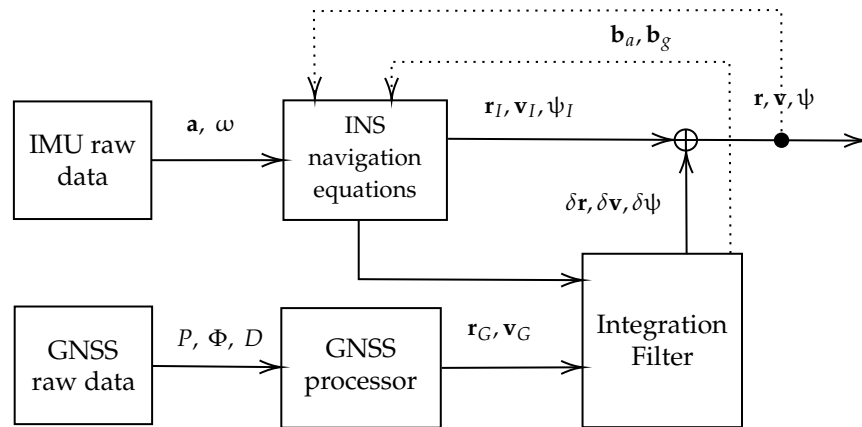 𝐛ₐ, 𝐛_g
𝐫, 𝐯, ψ
IMU raw
data
𝐚, ω
INS
navigation
equations
𝐫_I, 𝐯_I, ψ_I
δ𝐫, δ𝐯, δψ
GNSS
raw data
P, Φ, D
GNSS
processor
𝐫_G, 𝐯_G
Integration
Filter